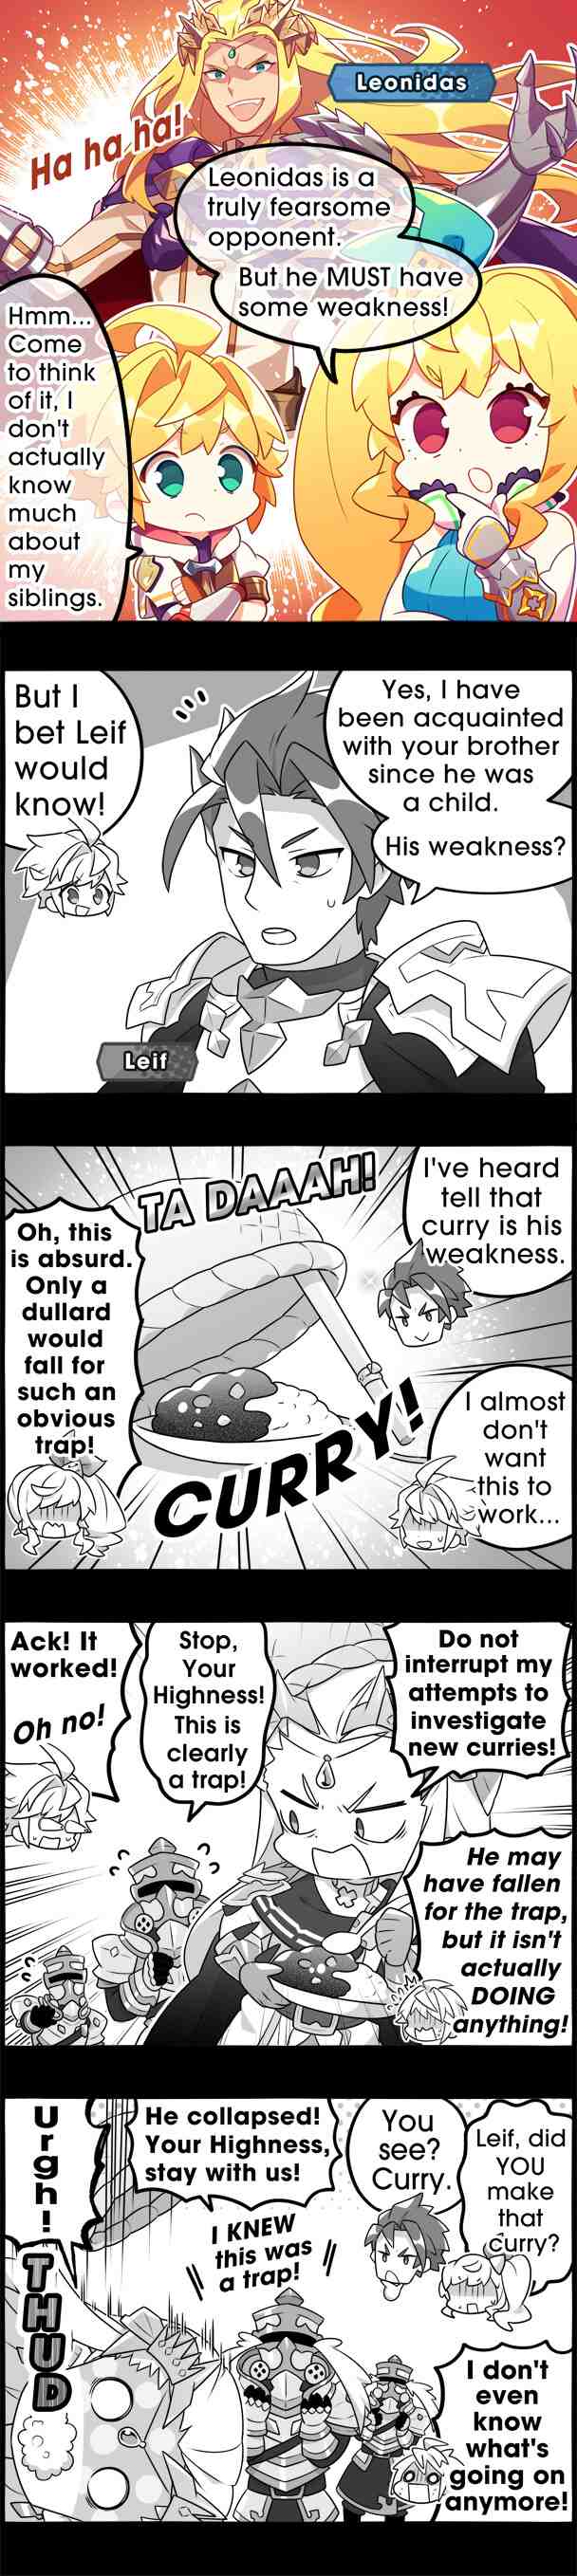 Leonidas
Ha ha ha!
Leonidas is a
truly fearsome
opponent.
But he MUST have
some weakness!
Hmm...
Come
to think
of it, I
don't
actually
know
much
about
my
siblings.
But I
bet Leif
would
know!
Yes, I have
been acquainted
with your brother
since he was
a child.
His weakness?
Leif
TA DAAAH!
I've heard
tell that
curry is his
weakness.
Oh, this
is absurd.
Only a
dullard
would
fall for
such an
obvious
trap!
CURRY!
I almost
don't
want
this to
work...
Ack! It
worked!
Oh no!
Stop,
Your
Highness!
This is
clearly
a trap!
Do not
interrupt my
attempts to
investigate
new curries!
He may
have fallen
for the trap,
but it isn't
actually
DOING
anything!
Urgh!
THUD
He collapsed!
Your Highness,
stay with us!
I KNEW
this was
a trap!
You
see?
Curry.
Leif, did
YOU
make
that
curry?
I don't
even
know
what's
going on
anymore!